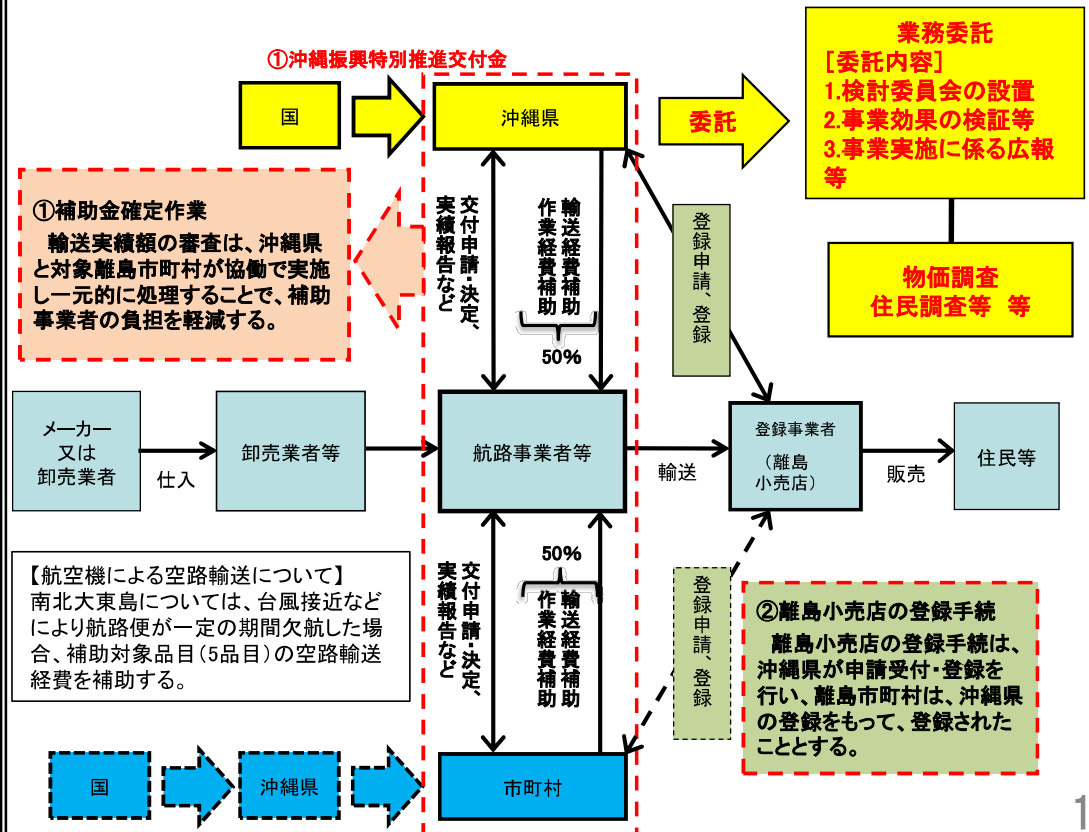 ①沖縄振興特別推進交付金
国
沖縄県
委託
業務委託
[委託内容]
1.検討委員会の設置
2.事業効果の検証等
3.事業実施に係る広報
等
物価調査
住民調査等 等
①補助金確定作業
輸送実績額の審査は、沖縄県
と対象離島市町村が協働で実施
し一元的に処理することで、補助
事業者の負担を軽減する。
交付申請・決定、
実績報告など
輸送経費補助
作業経費補助
50%
登録申請、登録
メーカー
又は
卸売業者
仕入
卸売業者等
航路事業者等
輸送
登録事業者
(離島
小売店)
販売
住民等
【航空機による空路輸送について】
南北大東島については、台風接近など
により航路便が一定の期間欠航した場
合、補助対象品目(5品目)の空路輸送
経費を補助する。
交付申請・決定、
実績報告など
50%
輸送経費補助
作業経費補助
登録申請、登録
②離島小売店の登録手続
離島小売店の登録手続は、
沖縄県が申請受付・登録を
行い、離島市町村は、沖縄県
の登録をもって、登録された
こととする。
国
沖縄県
市町村
1